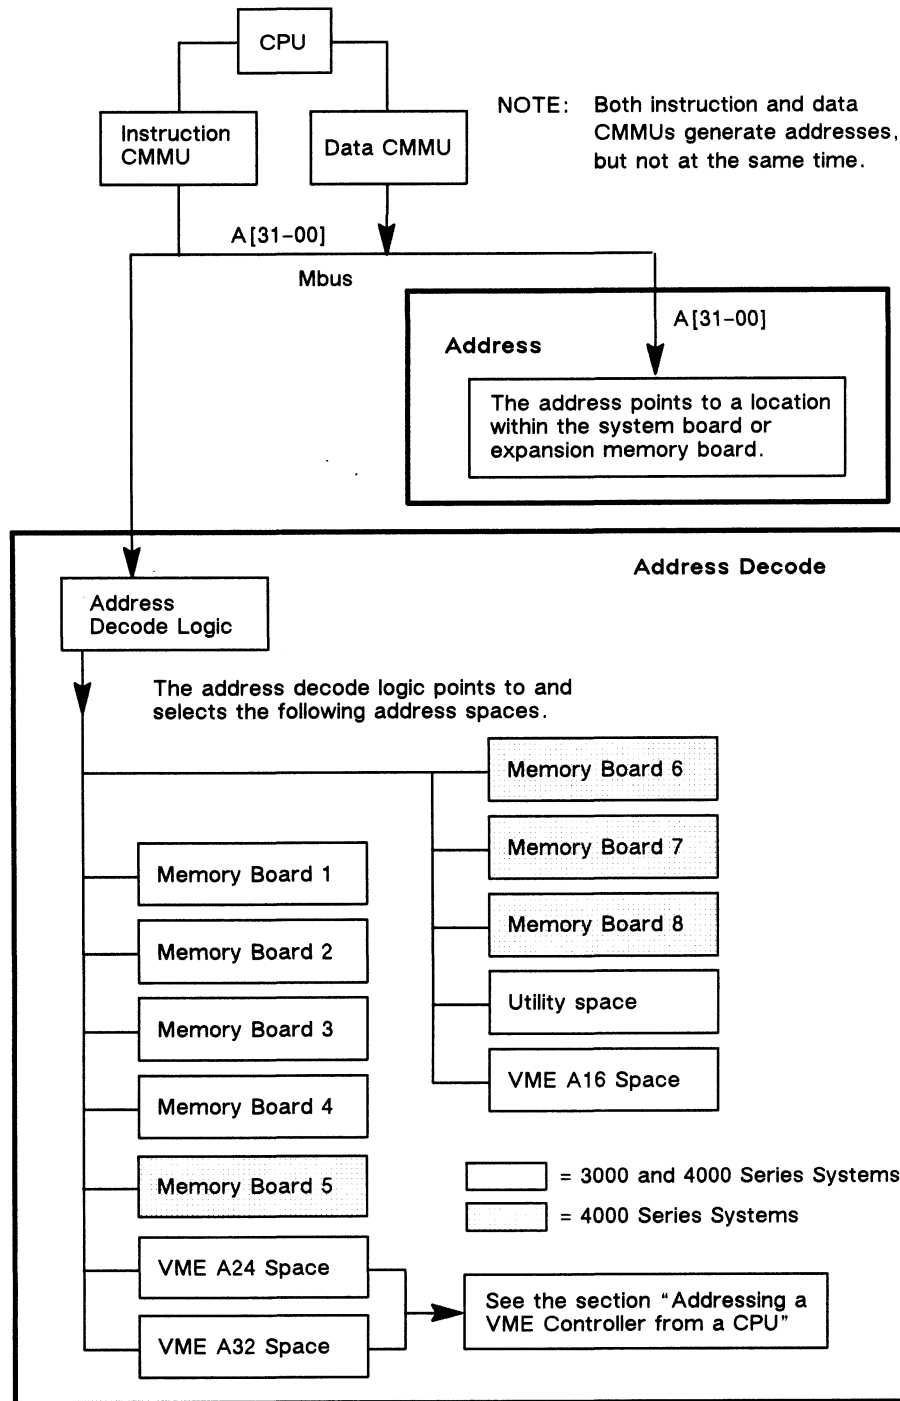 CPU
NOTE: Both instruction and data
CMMUs generate addresses,
but not at the same time.
Instruction
CMMU
Data CMMU
A[31-00]
Mbus
A[31-00]
Address
The address points to a location
within the system board or
expansion memory board.
Address Decode
Address
Decode Logic
The address decode logic points to and
selects the following address spaces.
Memory Board 6
Memory Board 7
Memory Board 8
Utility space
VME A16 Space
Memory Board 1
Memory Board 2
Memory Board 3
Memory Board 4
Memory Board 5
VME A24 Space
VME A32 Space
= 3000 and 4000 Series Systems
= 4000 Series Systems
See the section “Addressing a
VME Controller from a CPU”